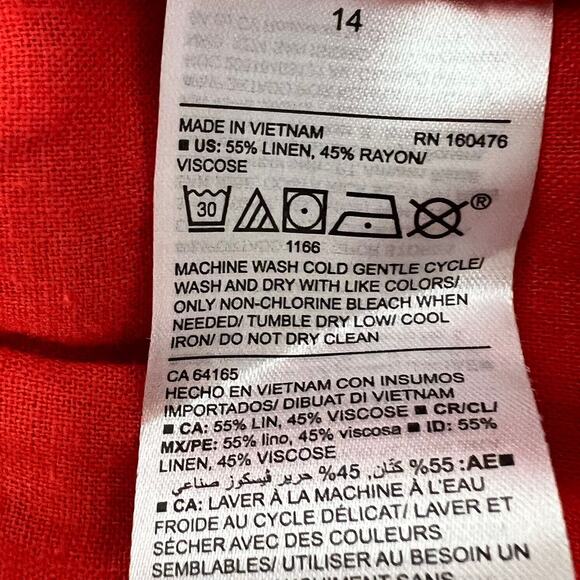 14
MADE IN VIETNAM RN 160476
■ US: 55% LINEN, 45% RAYON/
VISCOSE
30 ®
1166
MACHINE WASH COLD GENTLE CYCLE/
WASH AND DRY WITH LIKE COLORS/
ONLY NON-CHLORINE BLEACH WHEN
NEEDED/ TUMBLE DRY LOW/ COOL
IRON/ DO NOT DRY CLEAN
CA 64165
HECHO EN VIETNAM CON INSUMOS
IMPORTADOS/ DIBUAT DI VIETNAM
■ CA: 55% LIN, 45% VISCOSE ■ CR/CL/
MX/PE: 55% lino, 45% viscosa ■ ID: 55%
LINEN, 45% VISCOSE
■AE: 55% كتان, 45% حرير ڤيسكوز صناعي
■ CA: LAVER À LA MACHINE À L'EAU
FROIDE AU CYCLE DÉLICAT/ LAVER ET
SÉCHER AVEC DES COULEURS
SEMBLABLES/ UTILISER AU BESOIN UN